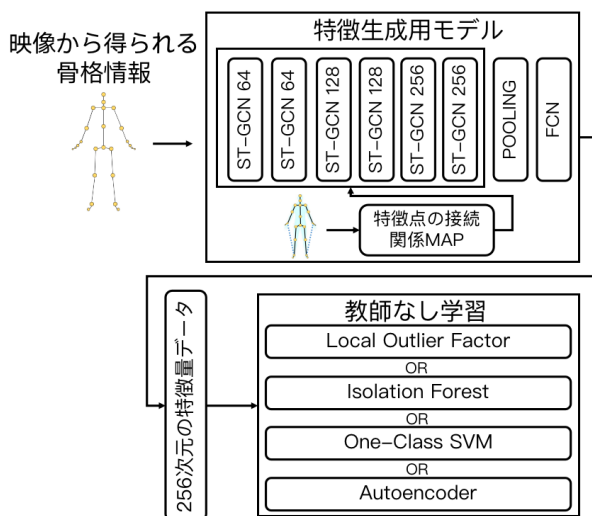 映像から得られる
骨格情報
特徴生成用モデル
ST-GCN 64
ST-GCN 64
ST-GCN 128
ST-GCN 128
ST-GCN 256
ST-GCN 256
POOLING
FCN
特徴点の接続
関係MAP
256次元の特徴量データ
教師なし学習
Local Outlier Factor
OR
Isolation Forest
OR
One-Class SVM
OR
Autoencoder